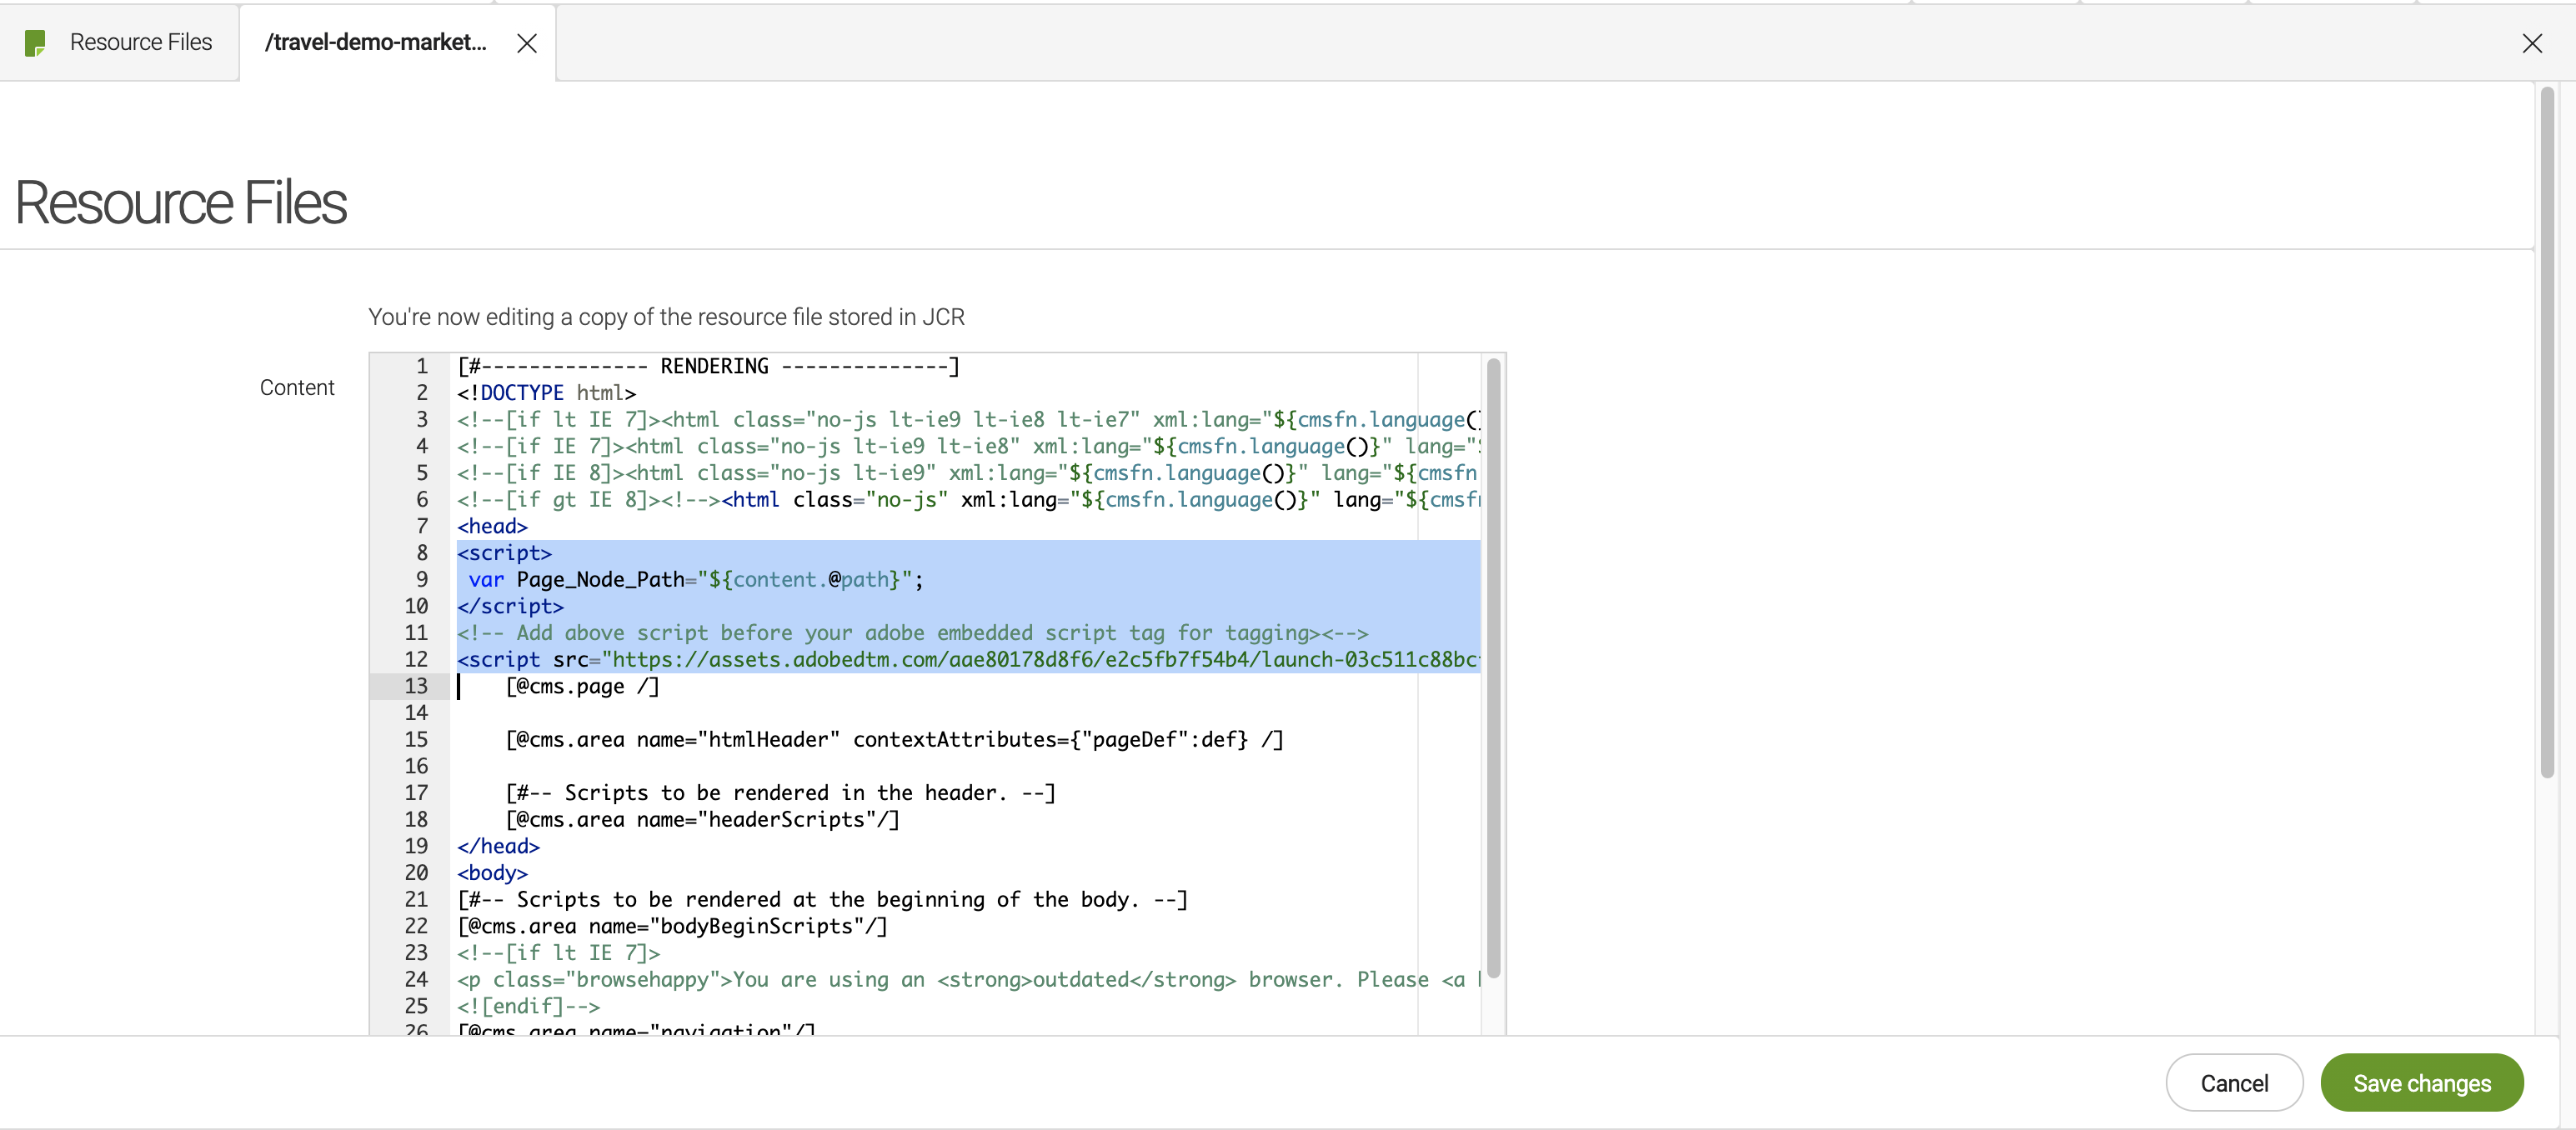 Resource Files
/travel-demo-market...
Resource Files
You're now editing a copy of the resource file stored in JCR
Content
1 [#-------------- RENDERING --------------]
2 <!DOCTYPE html>
3 <!--[if lt IE 7]><html class="no-js lt-ie9 lt-ie8 lt-ie7" xml:lang="${cmsfn.language()
4 <!--[if IE 7]><html class="no-js lt-ie9 lt-ie8" xml:lang="${cmsfn.language()}" lang="$
5 <!--[if IE 8]><html class="no-js lt-ie9" xml:lang="${cmsfn.language()}" lang="${cmsfn
6 <!--[if gt IE 8]><!--><html class="no-js" xml:lang="${cmsfn.language()}" lang="${cmsfn
7 <head>
8 <script>
9 var Page_Node_Path="${content.@path}";
10 </script>
11 <!-- Add above script before your adobe embedded script tag for tagging><-->
12 <script src="https://assets.adobedtm.com/aae80178d8f6/e2c5fb7f54b4/launch-03c511c88bc
13 [@cms.page /]
14
15 [@cms.area name="htmlHeader" contextAttributes={"pageDef":def} /]
16
17 [#-- Scripts to be rendered in the header. --]
18 [@cms.area name="headerScripts"/]
19 </head>
20 <body>
21 [#-- Scripts to be rendered at the beginning of the body. --]
22 [@cms.area name="bodyBeginScripts"/]
23 <!--[if lt IE 7]>
24 <p class="browsehappy">You are using an <strong>outdated</strong> browser. Please <a
25 <![endif]-->
26 [@cms.area name="navigation"/]
Cancel
Save changes